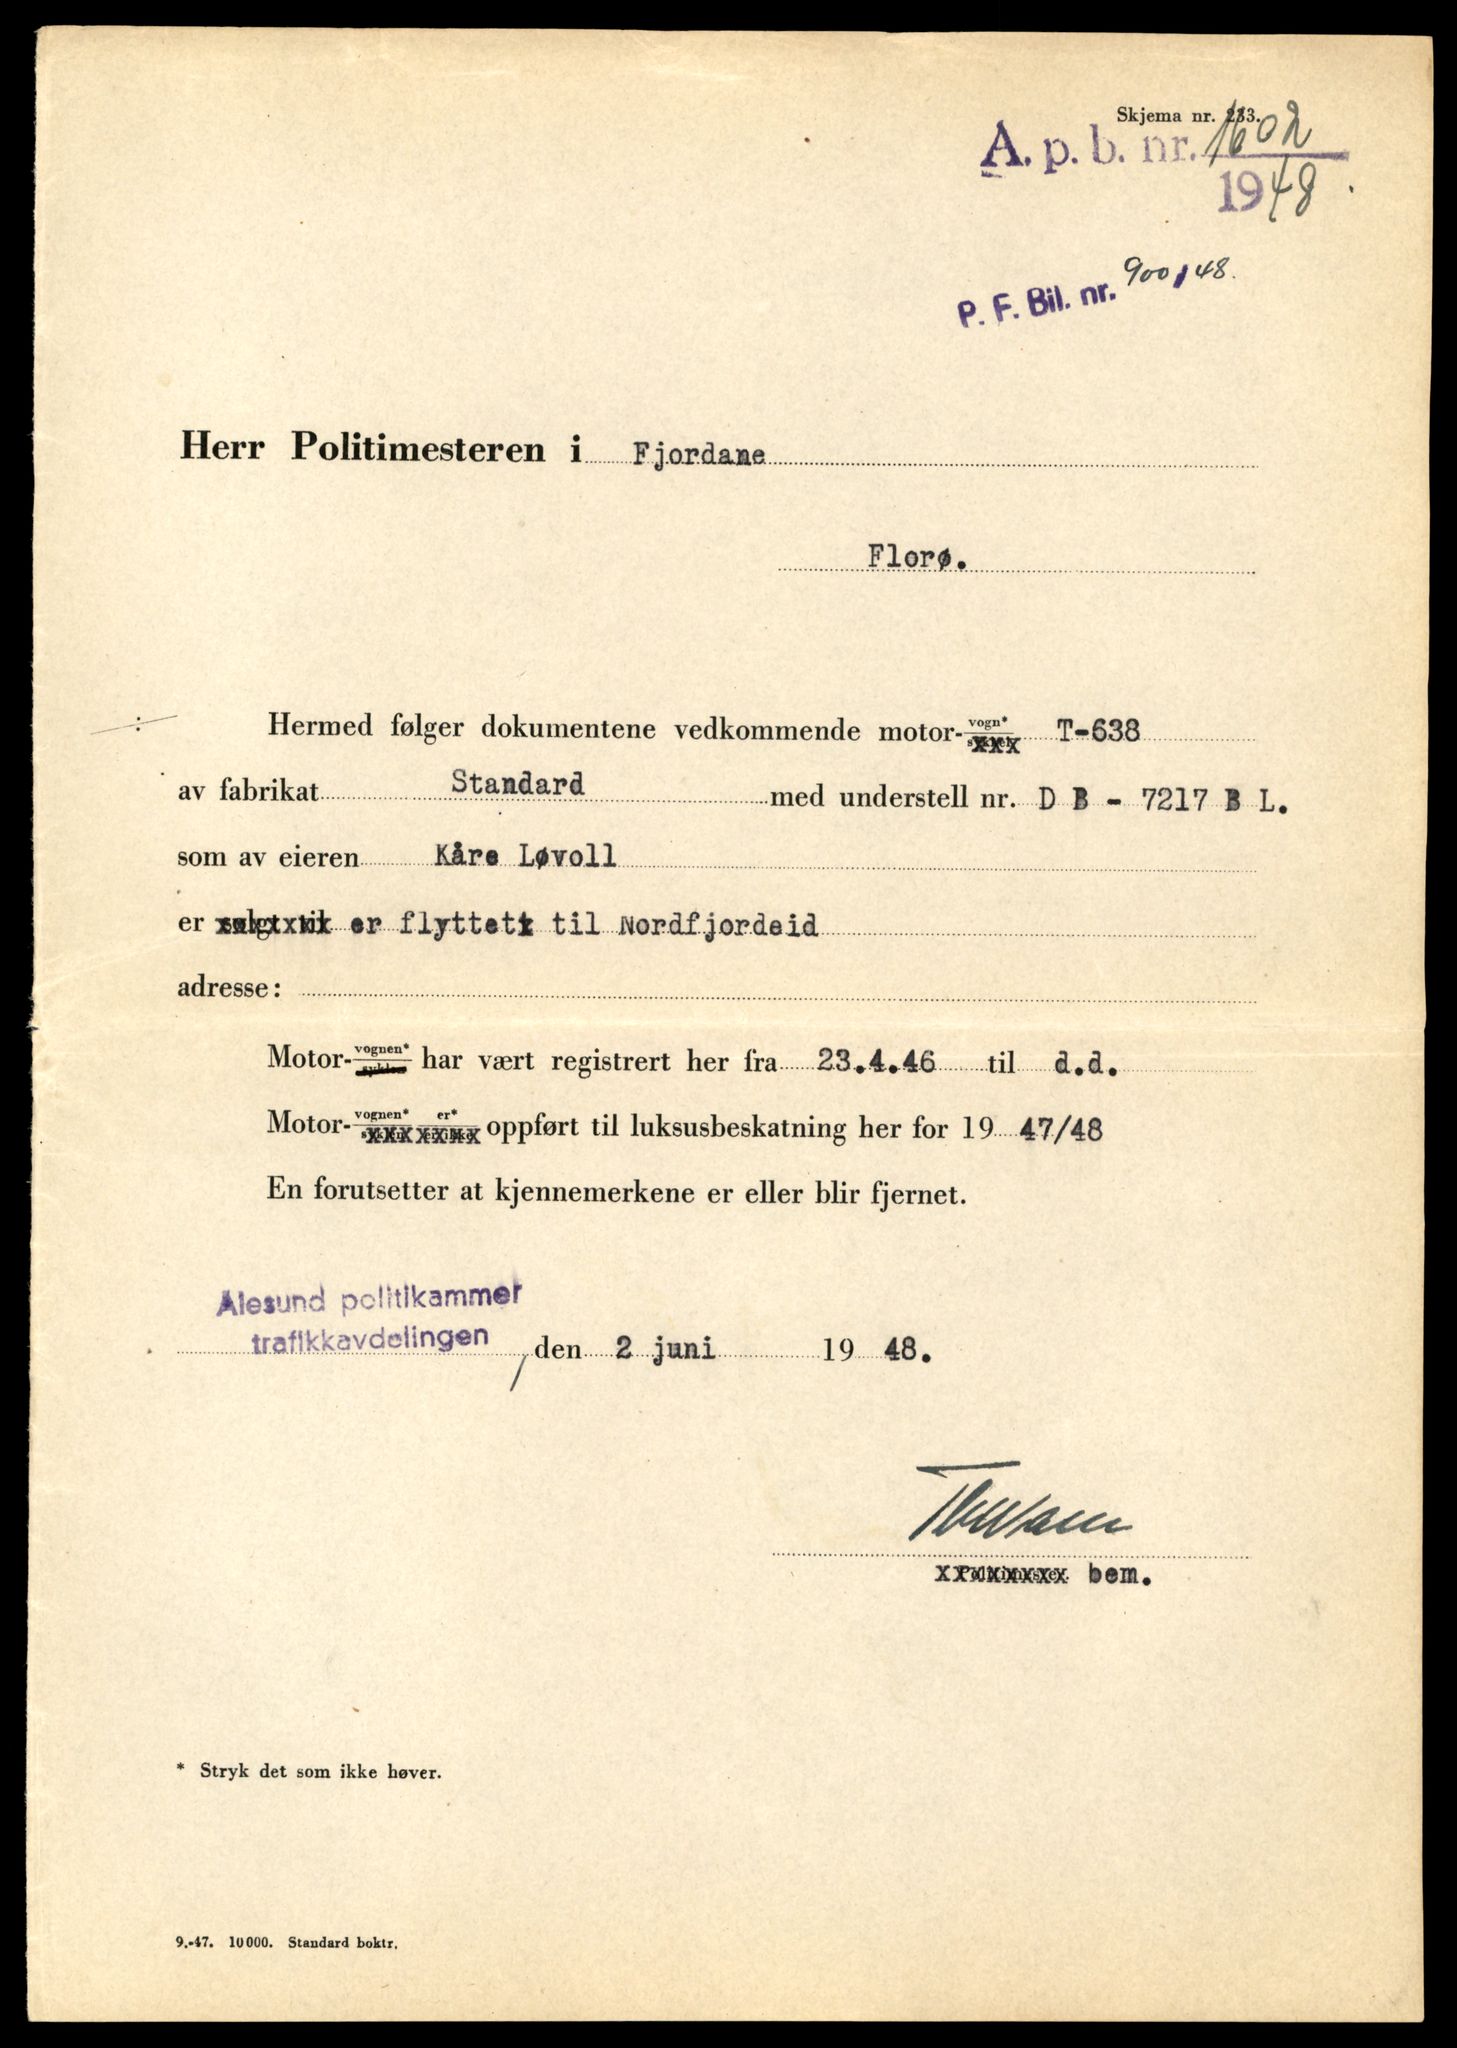 Skjema nr. 233.
A. p. b. nr. 1602
1948.
P. F. Bil. nr. 900/48.
Herr Politimesteren i Fjordane
Florø.
Hermed følger dokumentene vedkommende motor-vogn* T-638
av fabrikat Standard med understell nr. D B - 7217 B L.
som av eieren Kåre Løvoll
er solgt til er flyttet til Nordfjordeid
adresse:
Motor-vognen* sykler har vært registrert her fra 23.4.46 til d.d.
Motor-vognen* er* oppført til luksusbeskatning her for 19 47/48
En forutsetter at kjennemerkene er eller blir fjernet.
Ålesund politikammer
trafikkavdelingen, den 2 juni 19 48.
Politimester. bem.
* Stryk det som ikke høver.
9.-47. 10000. Standard boktr.